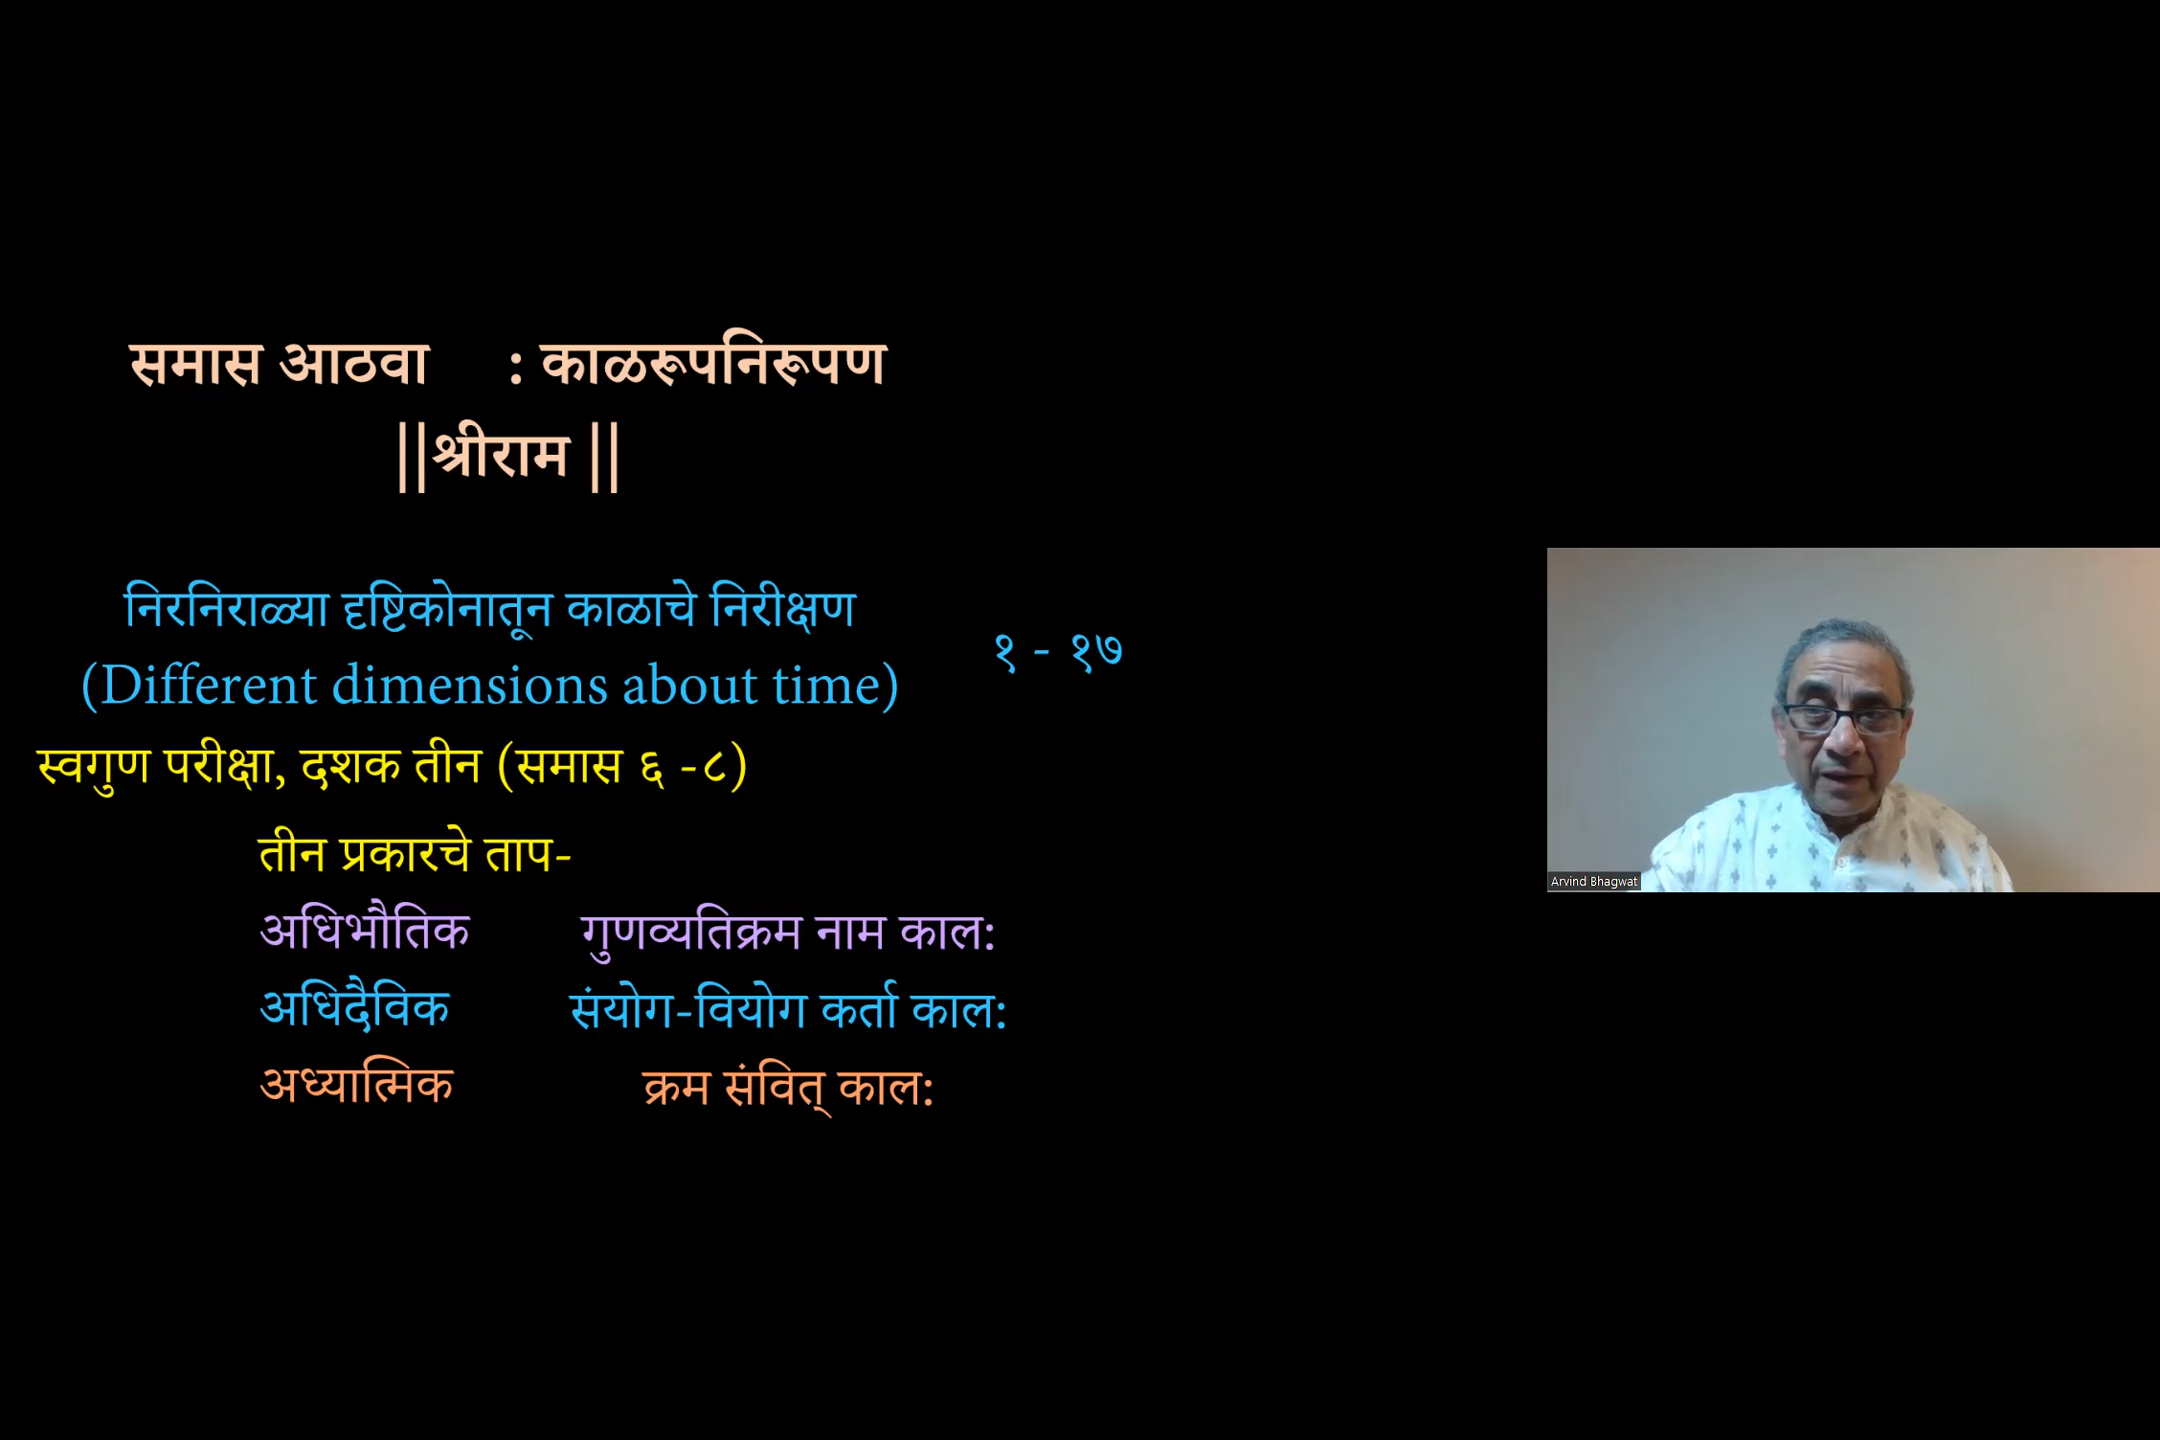 समास आठवा : काळरूपनिरूपण
||श्रीराम ||
निरनिराळ्या दृष्टिकोनातून काळाचे निरीक्षण
(Different dimensions about time)
१ - १७
स्वगुण परीक्षा, दशक तीन (समास ६ -८)
तीन प्रकारचे ताप-
अधिभौतिक गुणव्यतिक्रम नाम काल:
अधिदैविक संयोग-वियोग कर्ता काल:
अध्यात्मिक क्रम संवित् काल:
Arvind Bhagwat